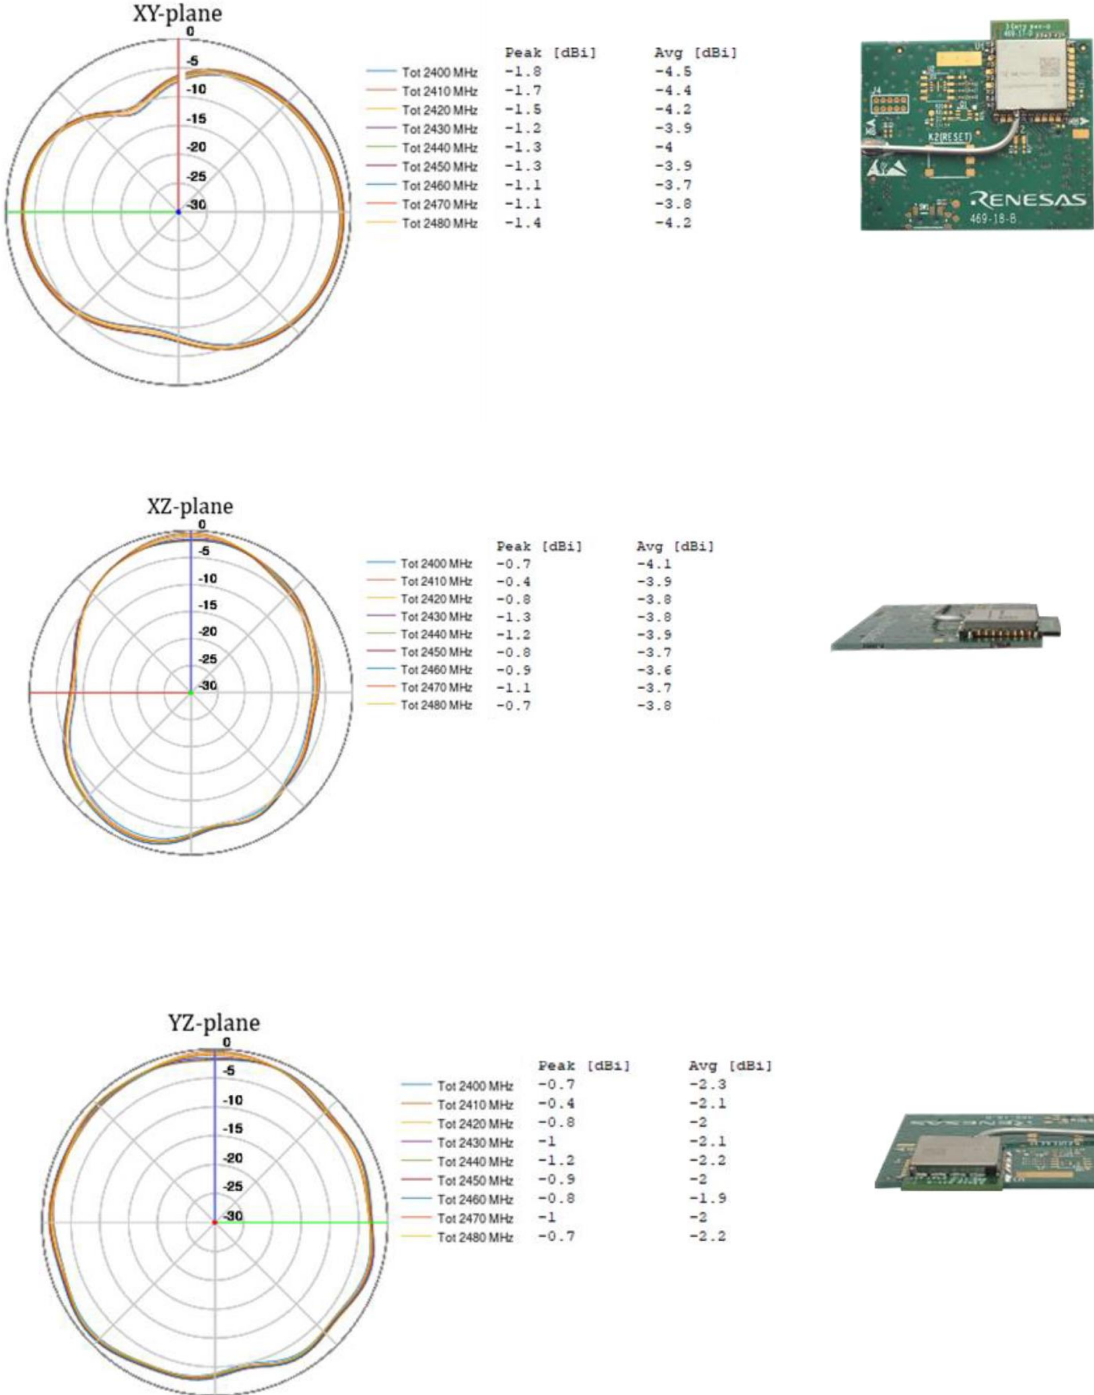 XY-plane
0
-5
-10
-15
-20
-25
-30
Peak [dBi] Avg [dBi]
Tot 2400 MHz -1.8 -4.5
Tot 2410 MHz -1.7 -4.4
Tot 2420 MHz -1.5 -4.2
Tot 2430 MHz -1.2 -3.9
Tot 2440 MHz -1.3 -4
Tot 2450 MHz -1.3 -3.9
Tot 2460 MHz -1.1 -3.7
Tot 2470 MHz -1.1 -3.8
Tot 2480 MHz -1.4 -4.2
J4
K2(RESET)
RENESAS
469-18-B
XZ-plane
0
-5
-10
-15
-20
-25
-30
Peak [dBi] Avg [dBi]
Tot 2400 MHz -0.7 -4.1
Tot 2410 MHz -0.4 -3.9
Tot 2420 MHz -0.8 -3.8
Tot 2430 MHz -1.3 -3.8
Tot 2440 MHz -1.2 -3.9
Tot 2450 MHz -0.8 -3.7
Tot 2460 MHz -0.9 -3.6
Tot 2470 MHz -1.1 -3.7
Tot 2480 MHz -0.7 -3.8
YZ-plane
0
-5
-10
-15
-20
-25
-30
Peak [dBi] Avg [dBi]
Tot 2400 MHz -0.7 -2.3
Tot 2410 MHz -0.4 -2.1
Tot 2420 MHz -0.8 -2
Tot 2430 MHz -1 -2.1
Tot 2440 MHz -1.2 -2.2
Tot 2450 MHz -0.9 -2
Tot 2460 MHz -0.8 -1.9
Tot 2470 MHz -1 -2
Tot 2480 MHz -0.7 -2.2
RENESAS